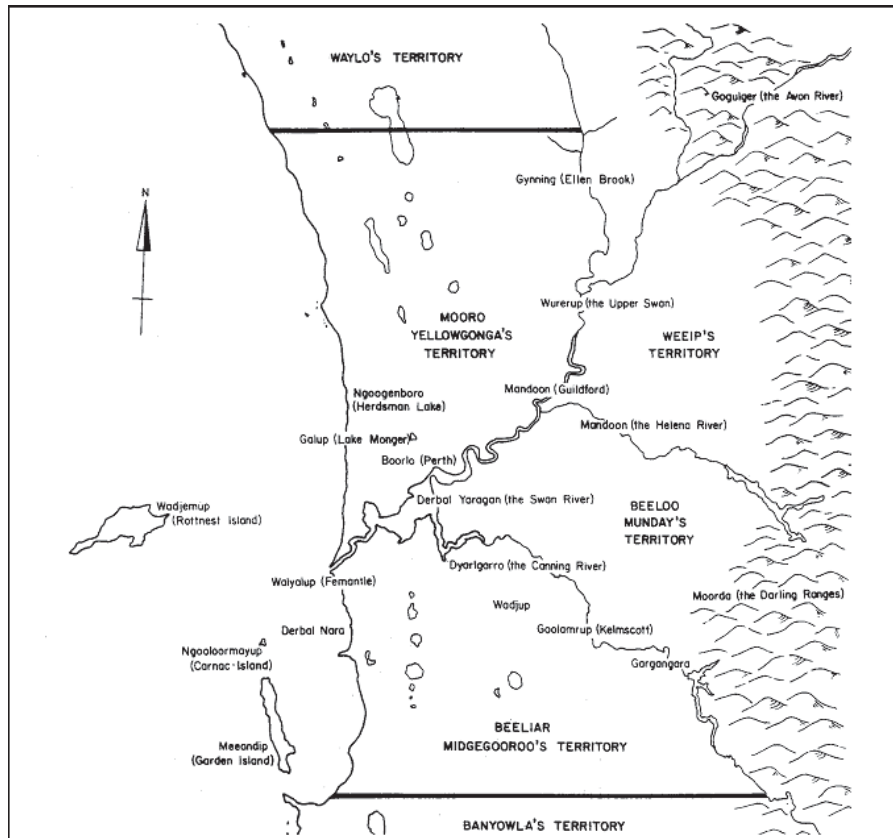 WAYLO'S TERRITORY
Gogulger (the Avon River)
Gynning (Ellen Brook)
N
Wurerup (the Upper Swan)
MOORO
YELLOWGONGA'S
TERRITORY
WEEIP'S
TERRITORY
Mandoon (Guildford)
Ngoogenboro
(Herdsman Lake)
Mandoon (the Helena River)
Galup (Lake Monger)
Boorlo (Perth)
Derbal Yaragan (the Swan River)
Wadjemup
(Rottnest Island)
BEELOO
MUNDAY'S
TERRITORY
Dyarlgarro (the Canning River)
Walyalup (Femantle)
Moorda (the Darling Ranges)
Wadjup
Goolamrup (Kelmscott)
Derbal Nara
Ngooloormayup
(Carnac-Island)
Gorgangara
BEELIAR
MIDGEGOOROO'S TERRITORY
Meeandip
(Garden Island)
BANYOWLA'S TERRITORY